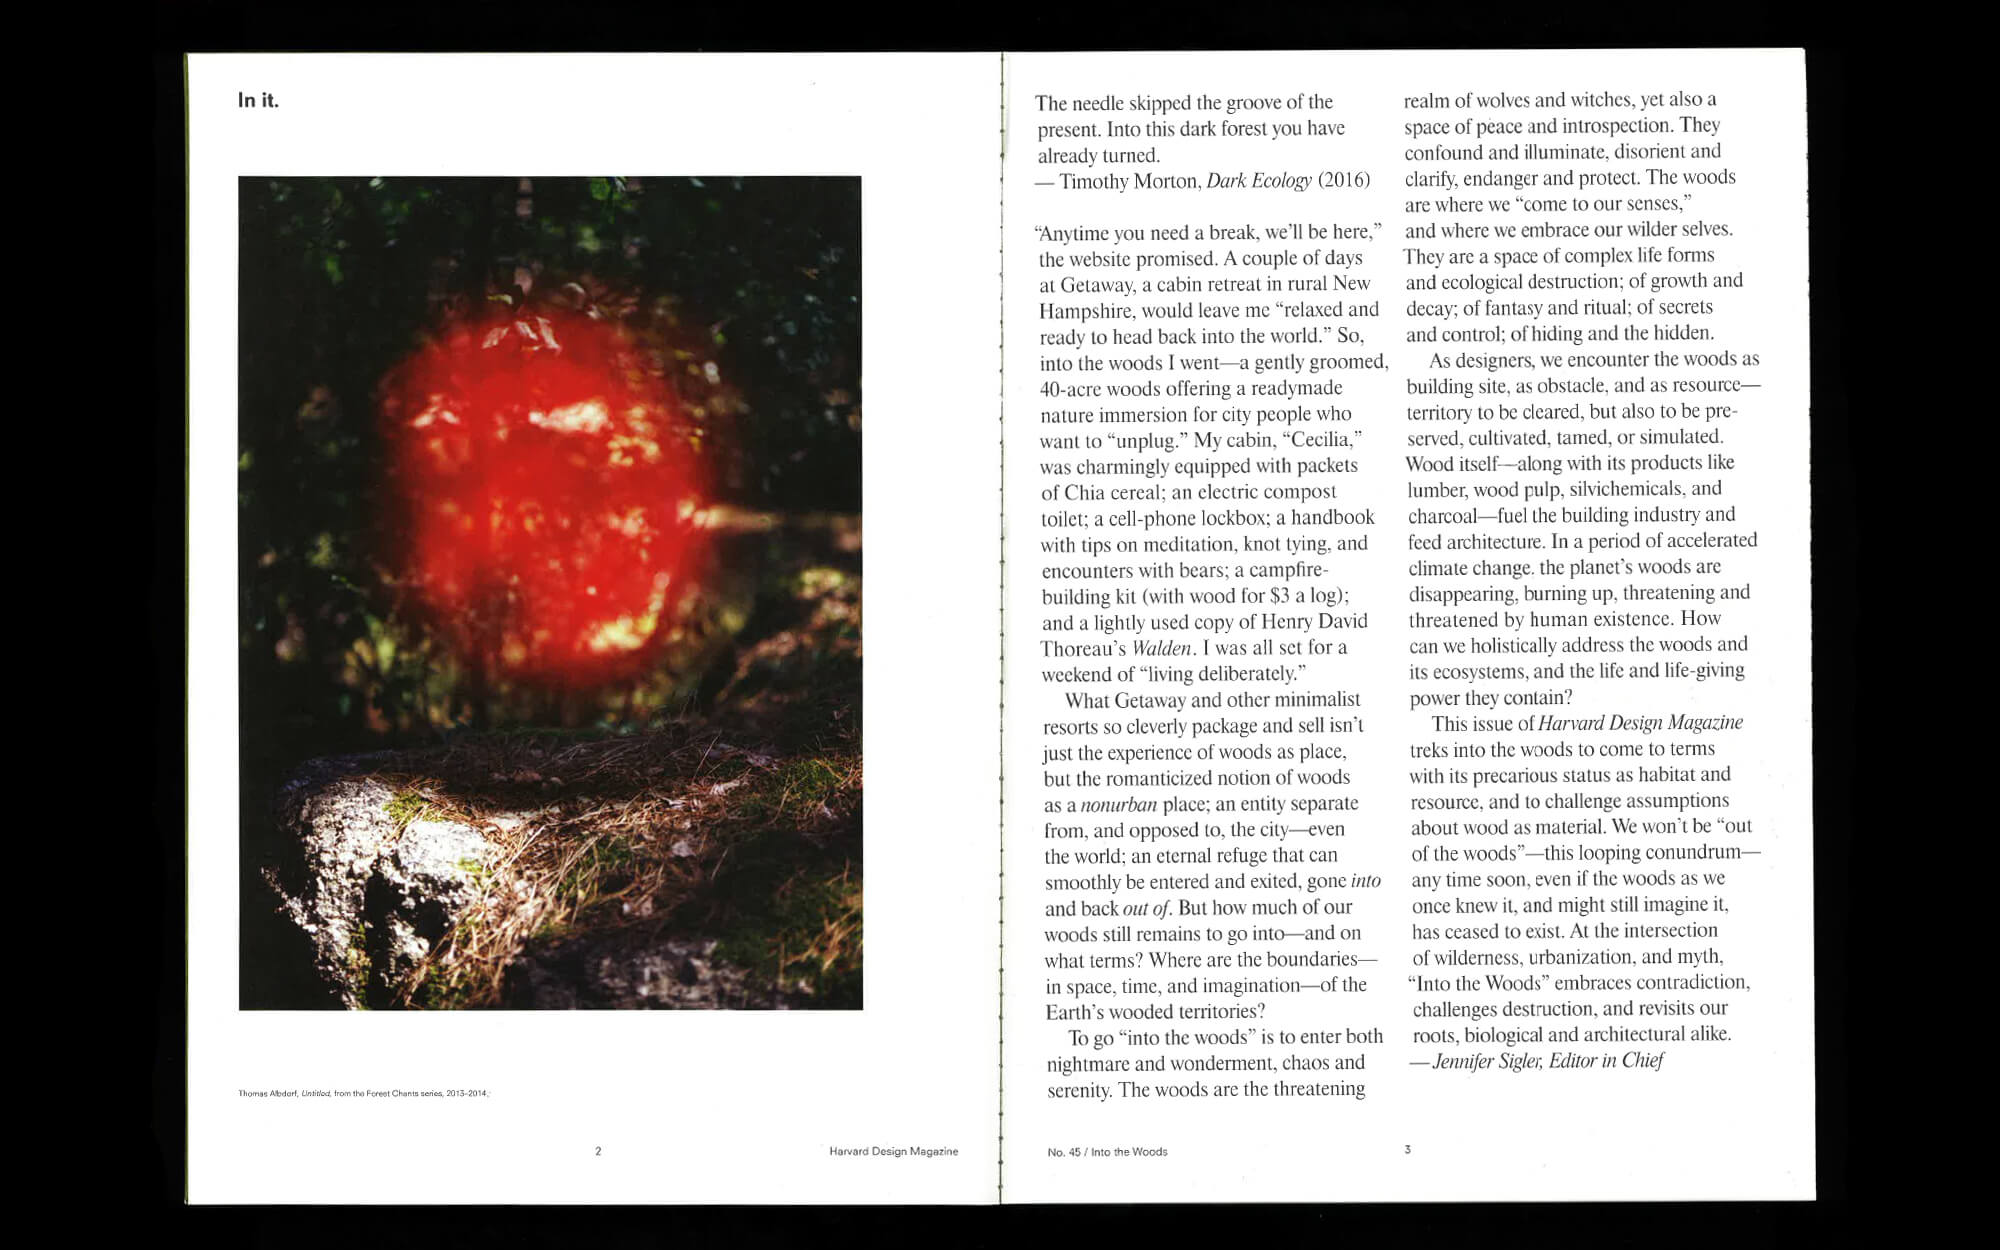 In it.
Thomas Albdorf, Untitled, from the Forest Chants series, 2013–2014.
2
Harvard Design Magazine
The needle skipped the groove of the
present. Into this dark forest you have
already turned.
— Timothy Morton, Dark Ecology (2016)
“Anytime you need a break, we’ll be here,”
the website promised. A couple of days
at Getaway, a cabin retreat in rural New
Hampshire, would leave me “relaxed and
ready to head back into the world.” So,
into the woods I went—a gently groomed,
40-acre woods offering a readymade
nature immersion for city people who
want to “unplug.” My cabin, “Cecilia,”
was charmingly equipped with packets
of Chia cereal; an electric compost
toilet; a cell-phone lockbox; a handbook
with tips on meditation, knot tying, and
encounters with bears; a campfire-
building kit (with wood for $3 a log);
and a lightly used copy of Henry David
Thoreau’s Walden. I was all set for a
weekend of “living deliberately.”
What Getaway and other minimalist
resorts so cleverly package and sell isn’t
just the experience of woods as place,
but the romanticized notion of woods
as a nonurban place; an entity separate
from, and opposed to, the city—even
the world; an eternal refuge that can
smoothly be entered and exited, gone into
and back out of. But how much of our
woods still remains to go into—and on
what terms? Where are the boundaries—
in space, time, and imagination—of the
Earth’s wooded territories?
To go “into the woods” is to enter both
nightmare and wonderment, chaos and
serenity. The woods are the threatening
realm of wolves and witches, yet also a
space of peace and introspection. They
confound and illuminate, disorient and
clarify, endanger and protect. The woods
are where we “come to our senses,”
and where we embrace our wilder selves.
They are a space of complex life forms
and ecological destruction; of growth and
decay; of fantasy and ritual; of secrets
and control; of hiding and the hidden.
As designers, we encounter the woods as
building site, as obstacle, and as resource—
territory to be cleared, but also to be pre-
served, cultivated, tamed, or simulated.
Wood itself—along with its products like
lumber, wood pulp, silvichemicals, and
charcoal—fuel the building industry and
feed architecture. In a period of accelerated
climate change, the planet’s woods are
disappearing, burning up, threatening and
threatened by human existence. How
can we holistically address the woods and
its ecosystems, and the life and life-giving
power they contain?
This issue of Harvard Design Magazine
treks into the woods to come to terms
with its precarious status as habitat and
resource, and to challenge assumptions
about wood as material. We won’t be “out
of the woods”—this looping conundrum—
any time soon, even if the woods as we
once knew it, and might still imagine it,
has ceased to exist. At the intersection
of wilderness, urbanization, and myth,
“Into the Woods” embraces contradiction,
challenges destruction, and revisits our
roots, biological and architectural alike.
— Jennifer Sigler, Editor in Chief
No. 45 / Into the Woods
3